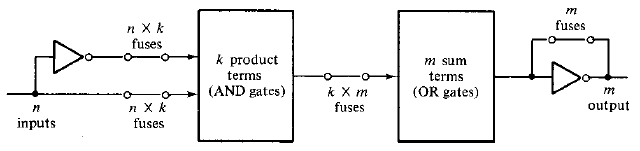 n × k
fuses
n
inputs
n × k
fuses
k product
terms
(AND gates)
k × m
fuses
m sum
terms
(OR gates)
m
fuses
m
output